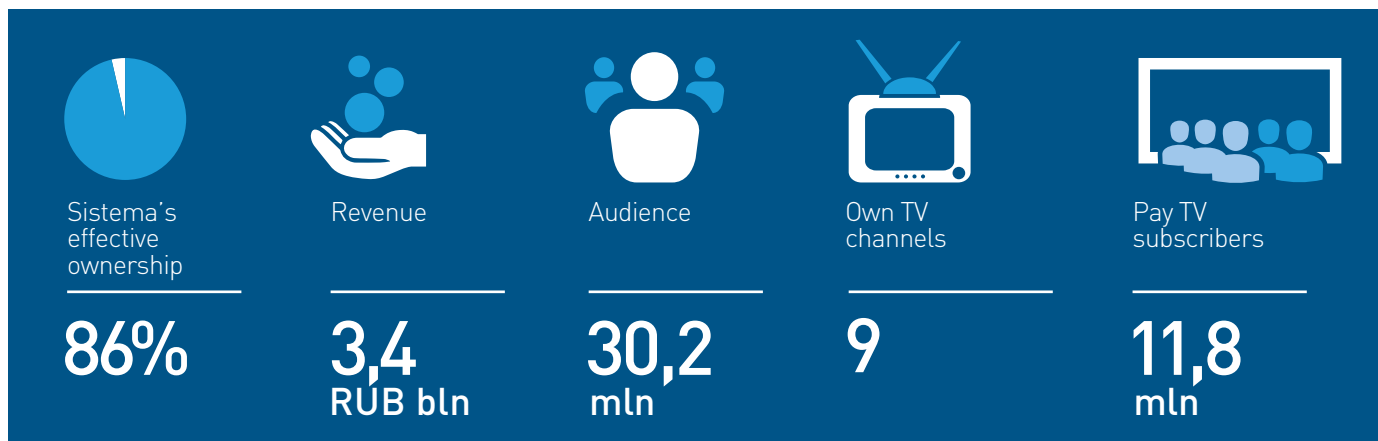 Sistema's
effective
ownership
86%
Revenue
3,4
RUB bln
Audience
30,2
mln
Own TV
channels
9
Pay TV
subscribers
11,8
mln